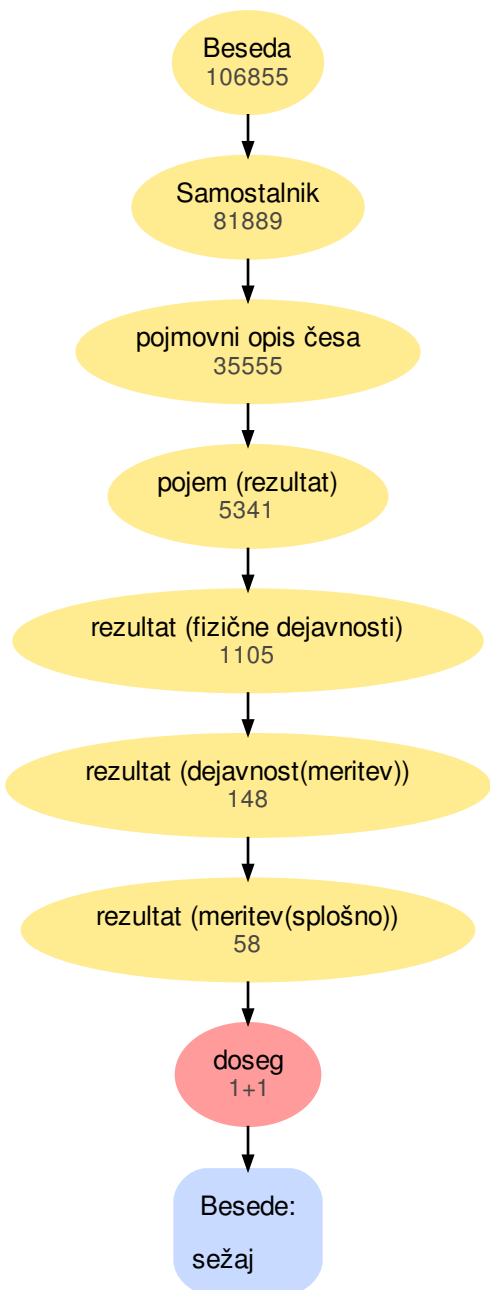 Beseda
106855
Samostalnik
81889
pojmovni opis česa
35555
pojem (rezultat)
5341
rezultat (fizične dejavnosti)
1105
rezultat (dejavnost(meritev))
148
rezultat (meritev(splošno))
58
doseg
1+1
Besede:
sežaj